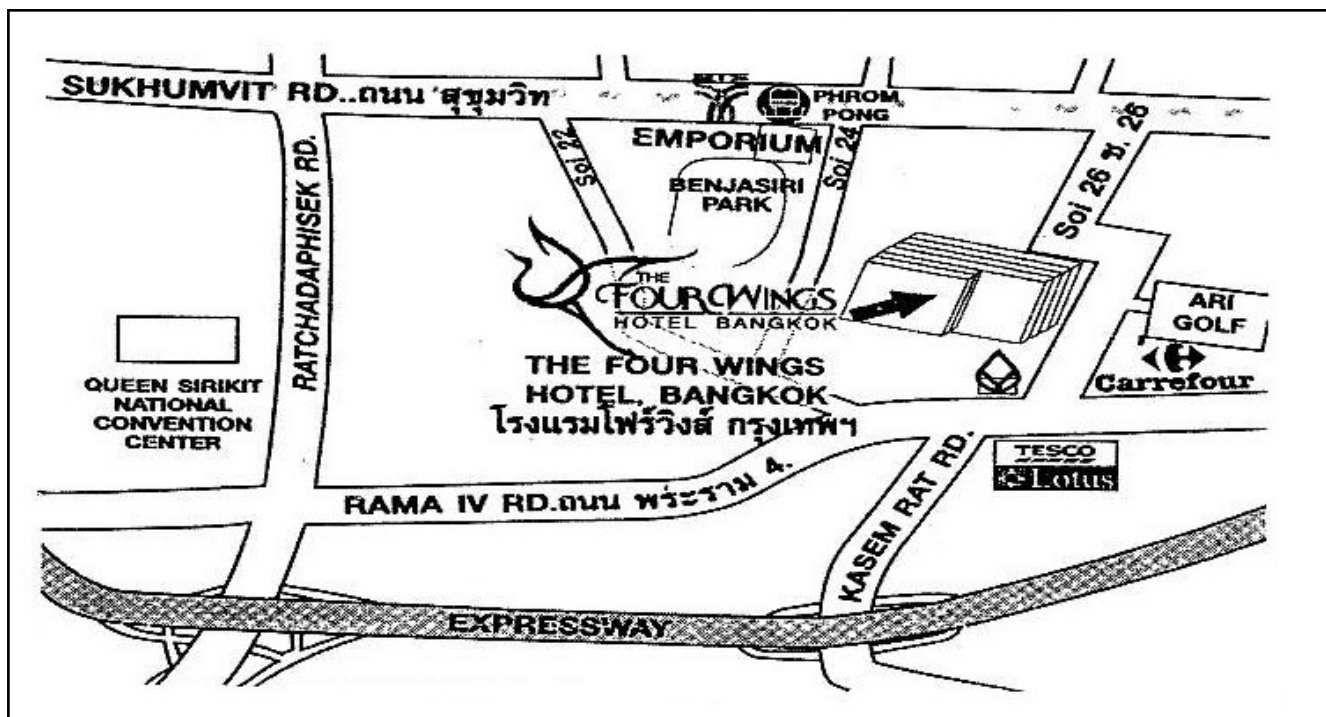 SUKHUMVIT RD..ถนน สุขุมวิท
PHROM
PONG
EMPORIUM
BENJASIRI
PARK
Soi 22
Soi 24
Soi 26 ซ. 26
RATCHADAPHISEK RD.
THE
FOUR WINGS
HOTEL BANGKOK
THE FOUR WINGS
HOTEL, BANGKOK
โรงแรมโฟร์วิงส์ กรุงเทพฯ
ARI
GOLF
Carrefour
QUEEN SIRIKIT
NATIONAL
CONVENTION
CENTER
TESCO
Lotus
RAMA IV RD.ถนน พระราม 4.
KASEM RAT RD.
EXPRESSWAY